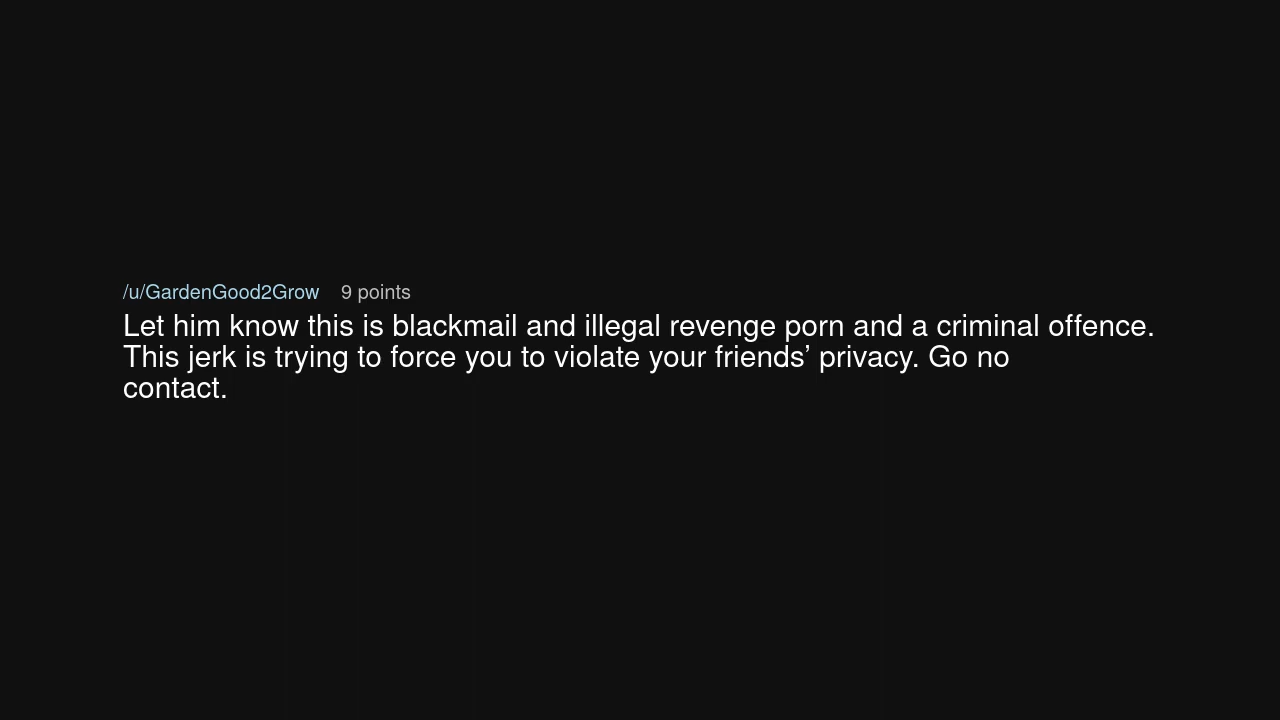 /u/GardenGood2Grow 9 points
Let him know this is blackmail and illegal revenge porn and a criminal offence.
This jerk is trying to force you to violate your friends’ privacy. Go no
contact.